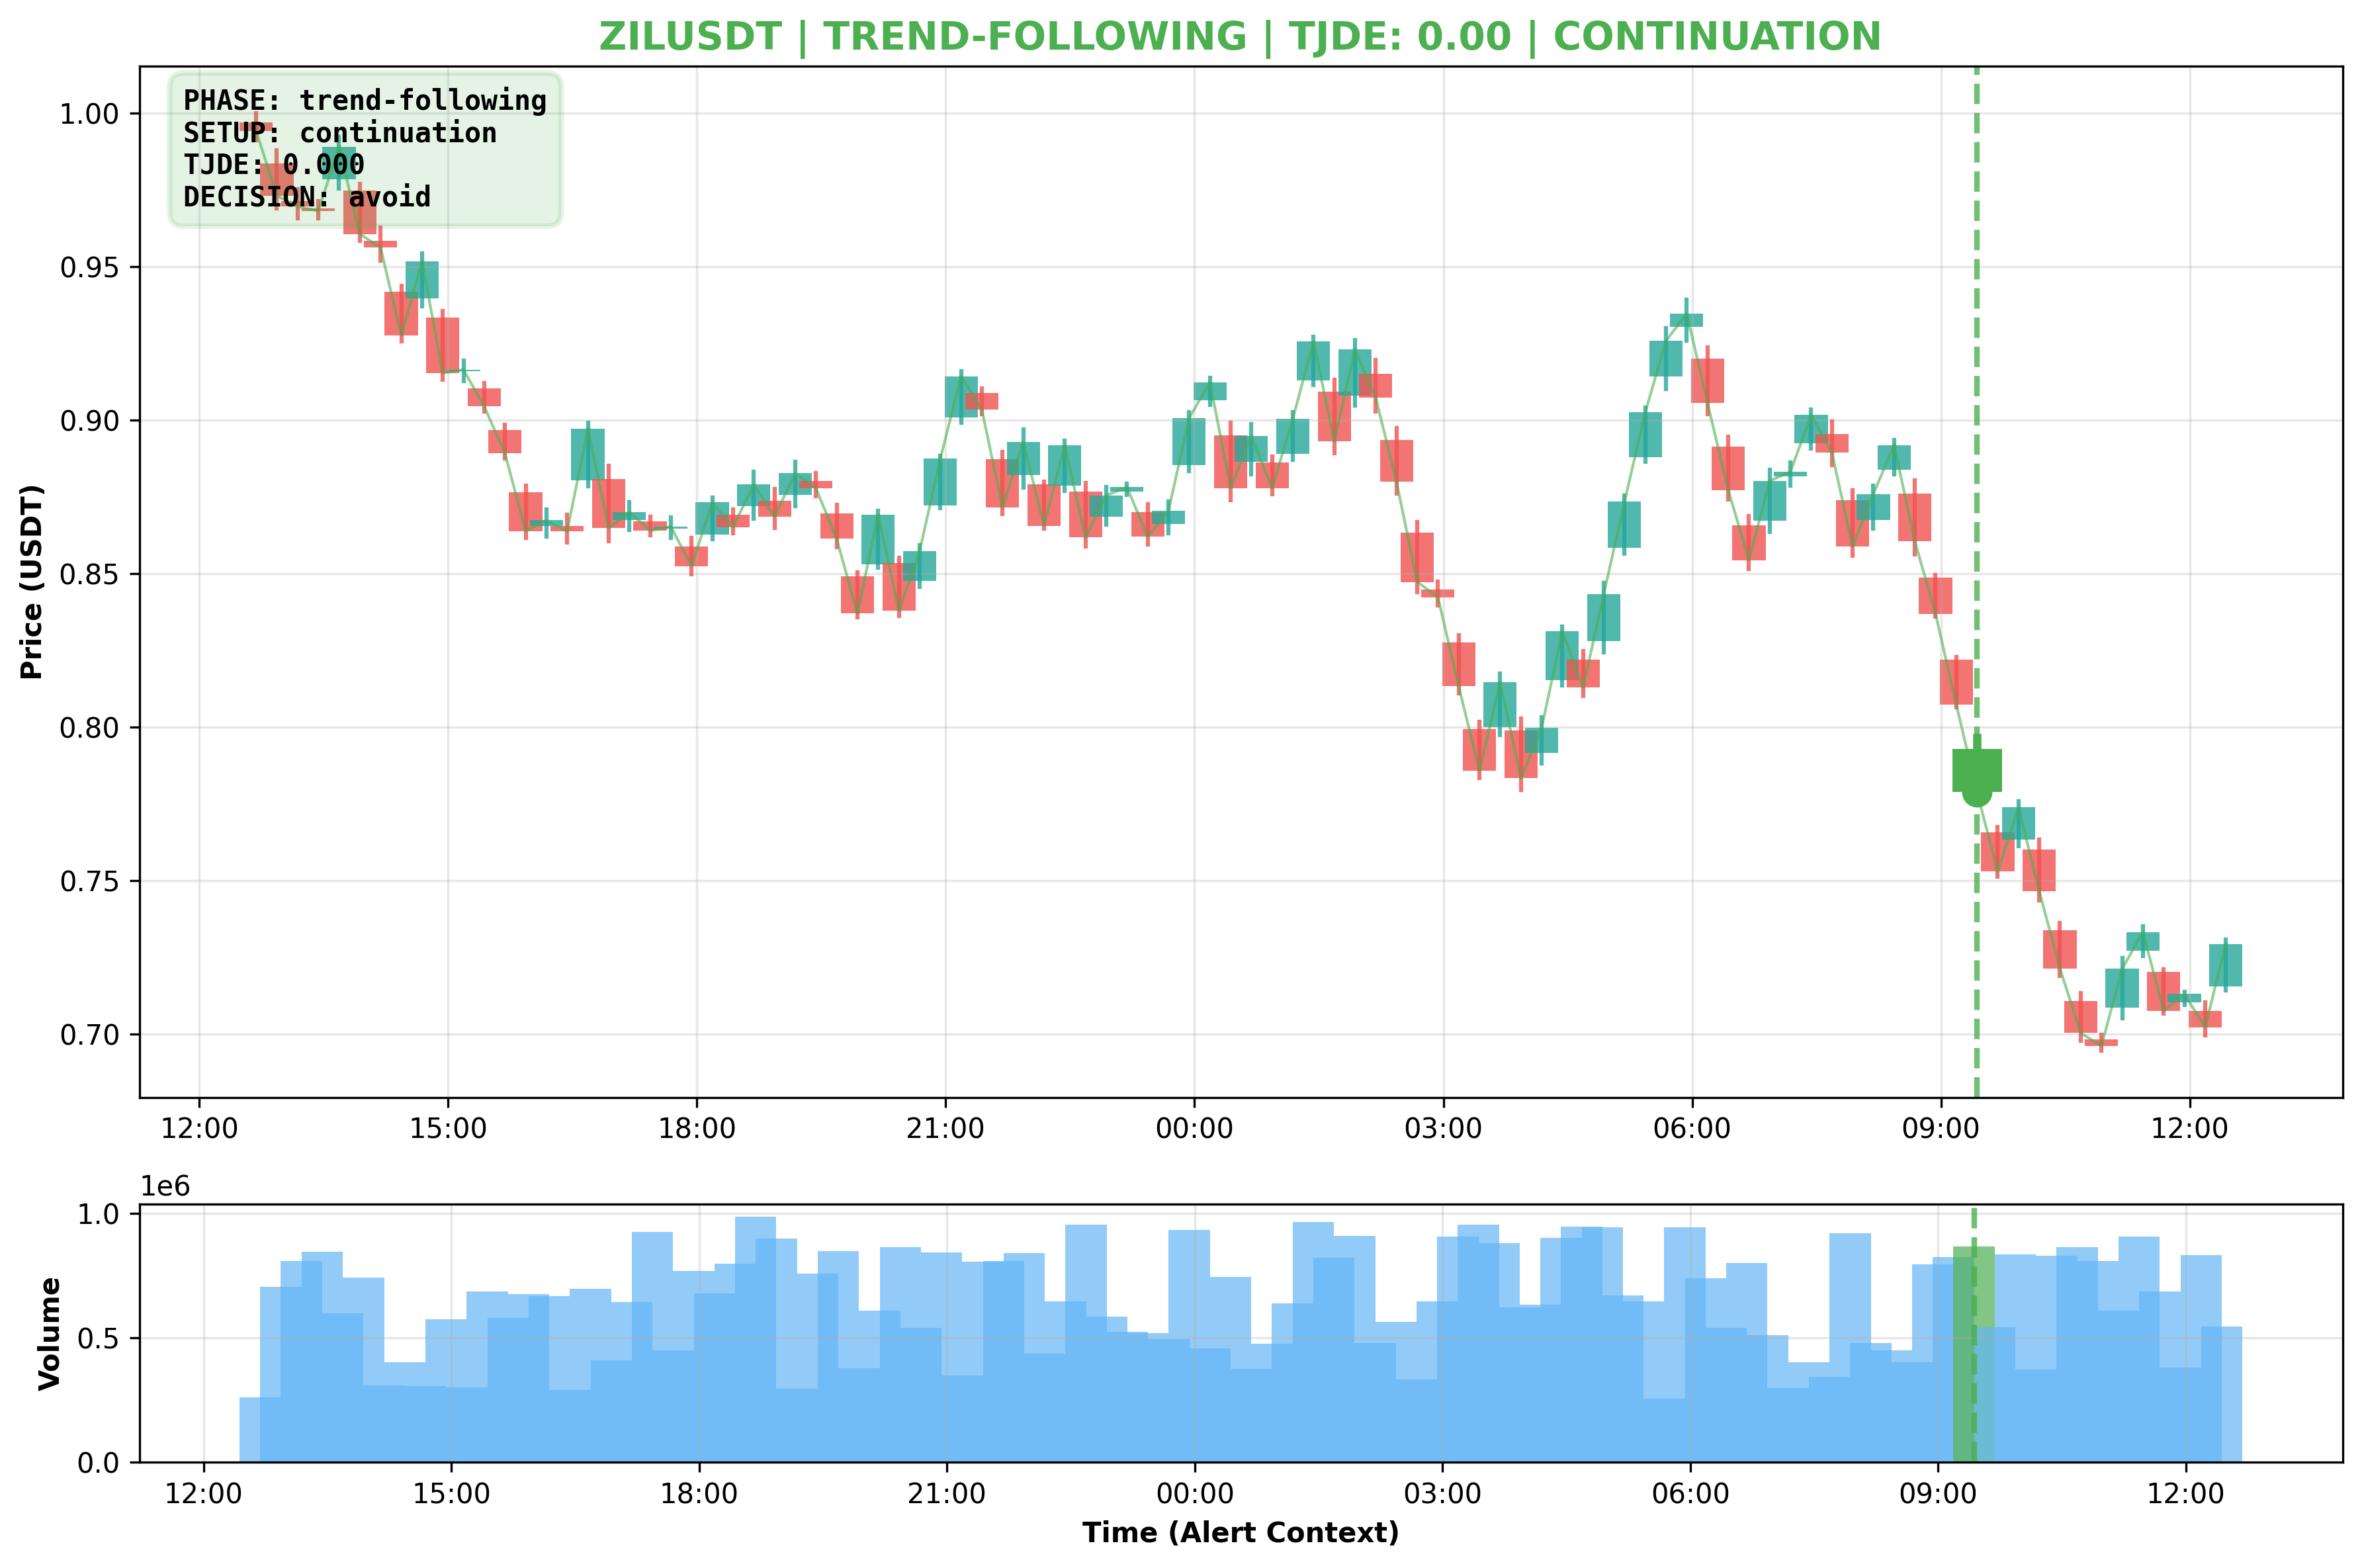 ZILUSDT | TREND-FOLLOWING | TJDE: 0.00 | CONTINUATION
PHASE: trend-following
SETUP: continuation
TJDE: 0.000
DECISION: avoid
Price (USDT)
1.00
0.95
0.90
0.85
0.80
0.75
0.70
12:00 15:00 18:00 21:00 00:00 03:00 06:00 09:00 12:00
1e6
Volume
1.0
0.5
0.0
12:00 15:00 18:00 21:00 00:00 03:00 06:00 09:00 12:00
Time (Alert Context)